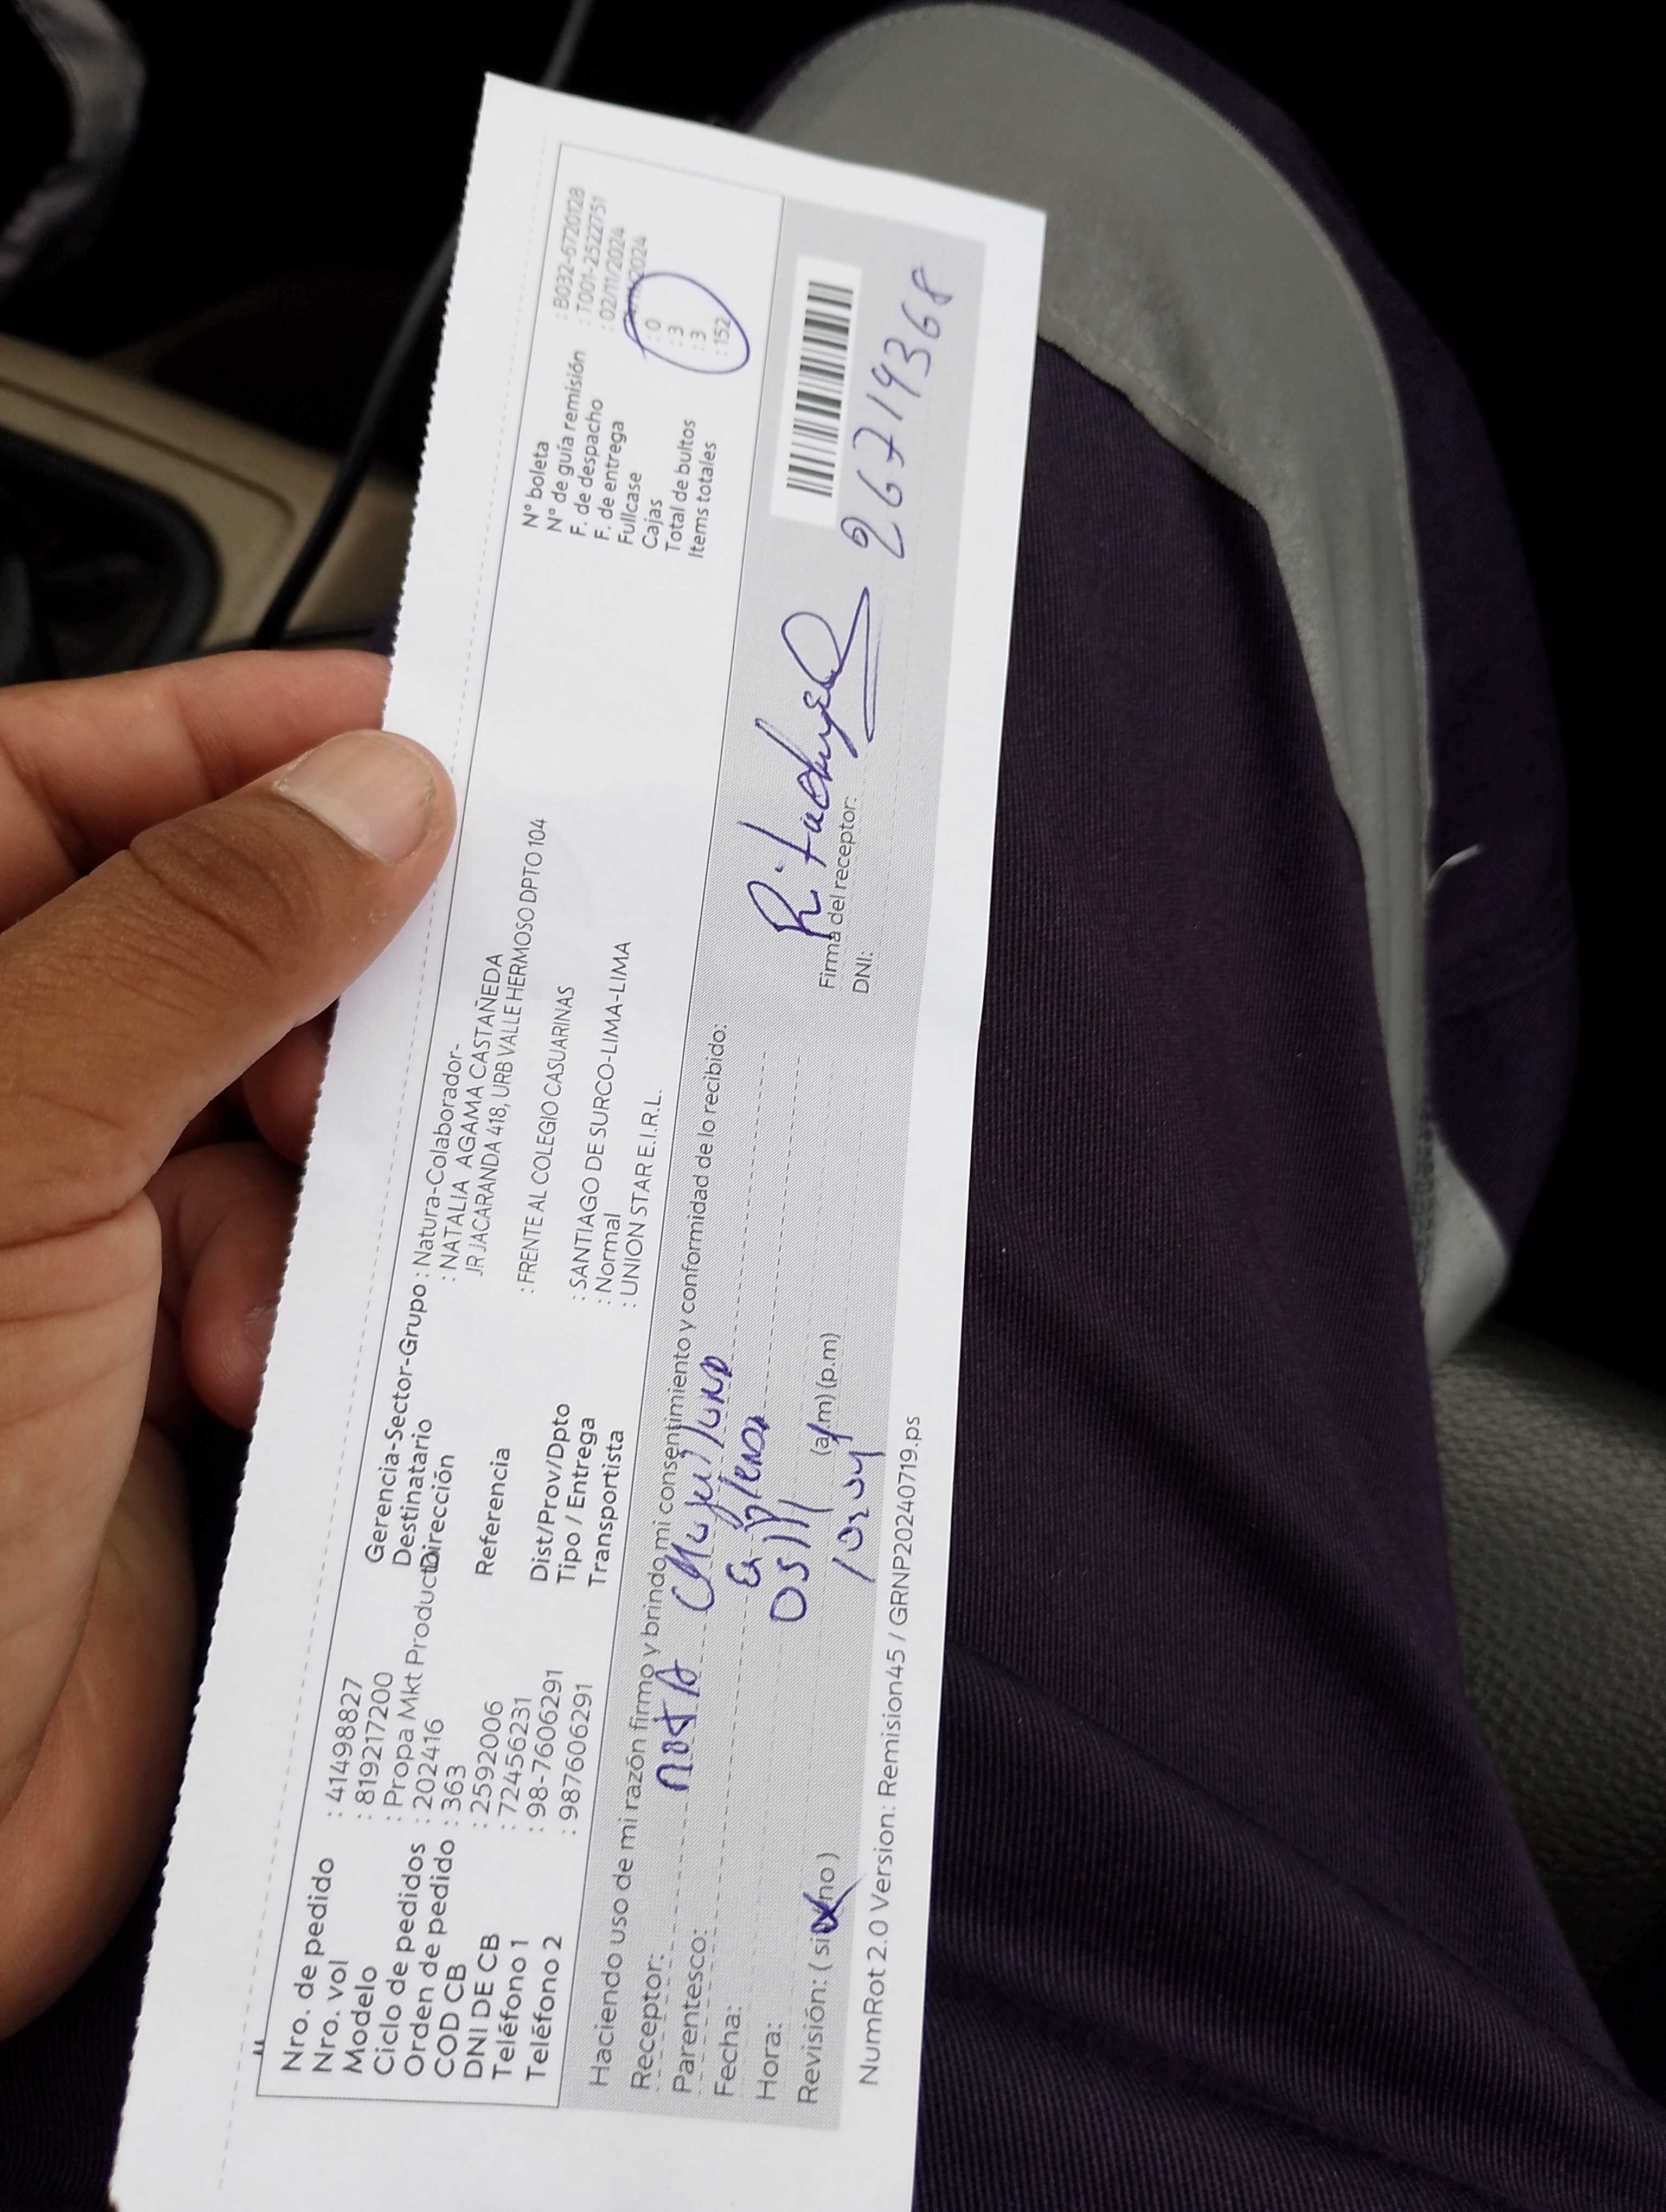 Nro. de pedido : 41498827
Nro. vol : 819217200
Modelo : Propa Mkt Producto
Ciclo de pedidos : 202416
Orden de pedido : 363
COD CB : 2592006
DNI DE CB : 72456231
Teléfono 1 : 98-7606291
Teléfono 2 : 987606291
Gerencia-Sector-Grupo : Natura-Colaborador-
Destinatario : NATALIA AGAMA CASTAÑEDA
Dirección JR JACARANDA 418, URB VALLE HERMOSO DPTO 104
Referencia : FRENTE AL COLEGIO CASUARINAS
Dist/Prov/Dpto : SANTIAGO DE SURCO-LIMA-LIMA
Tipo / Entrega : Normal
Transportista : UNION STAR E.I.R.L.
N° boleta : B032-6720128
N° de guía remisión : T001-2522751
F. de despacho : 02/11/2024
F. de entrega 2024
Fullcase : 0
Cajas : 3
Total de bultos : 3
Items totales : 152
Haciendo uso de mi razón firmo y brindo mi consentimiento y conformidad de lo recibido:
Receptor:
Parentesco:
Fecha:
Hora: (a.m) (p.m)
Revisión: ( si no )
Firma del receptor:
DNI: 26714368
NumRot 2.0 Version: Remision45 / GRNP20240719.ps